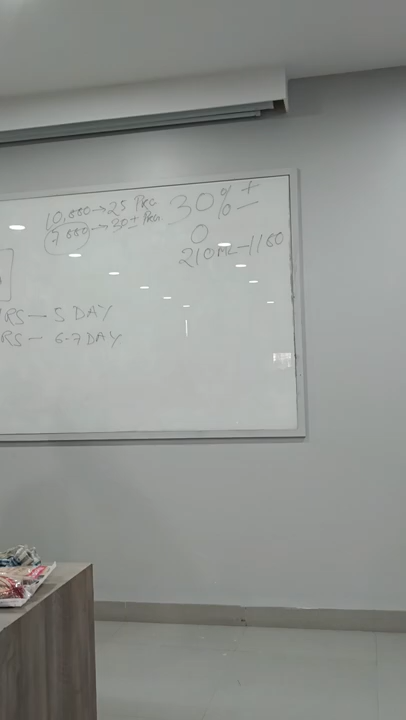 10,000 → 25 PKG
7,000 → 30 ± PKG
30% + -
0
210ML - 1160
RS — 5 DAY
RS — 6.7 DAY